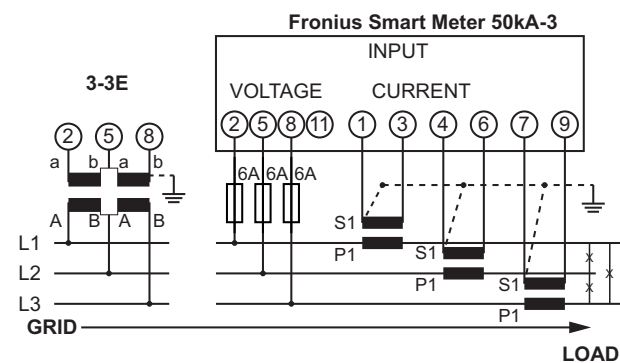 Fronius Smart Meter 50kA-3
INPUT
3-3E
VOLTAGE CURRENT
2 5 8 2 5 8 11 1 3 4 6 7 9
a b a b
6A 6A 6A
A B A B
S1
L1
P1 S1
L2
P1 S1
L3
P1
GRID
LOAD
x
x x